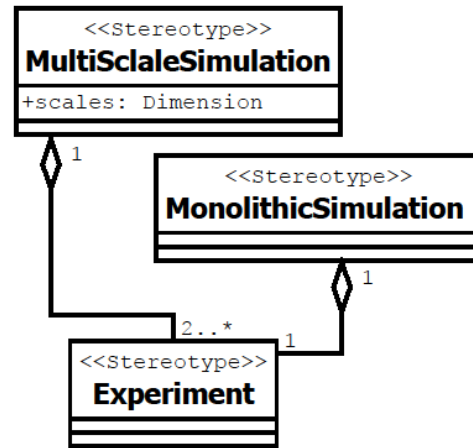 <<Stereotype>>
MultiSclaleSimulation
+scales: Dimension
1
<<Stereotype>>
MonolithicSimulation
1
2..*
1
<<Stereotype>>
Experiment